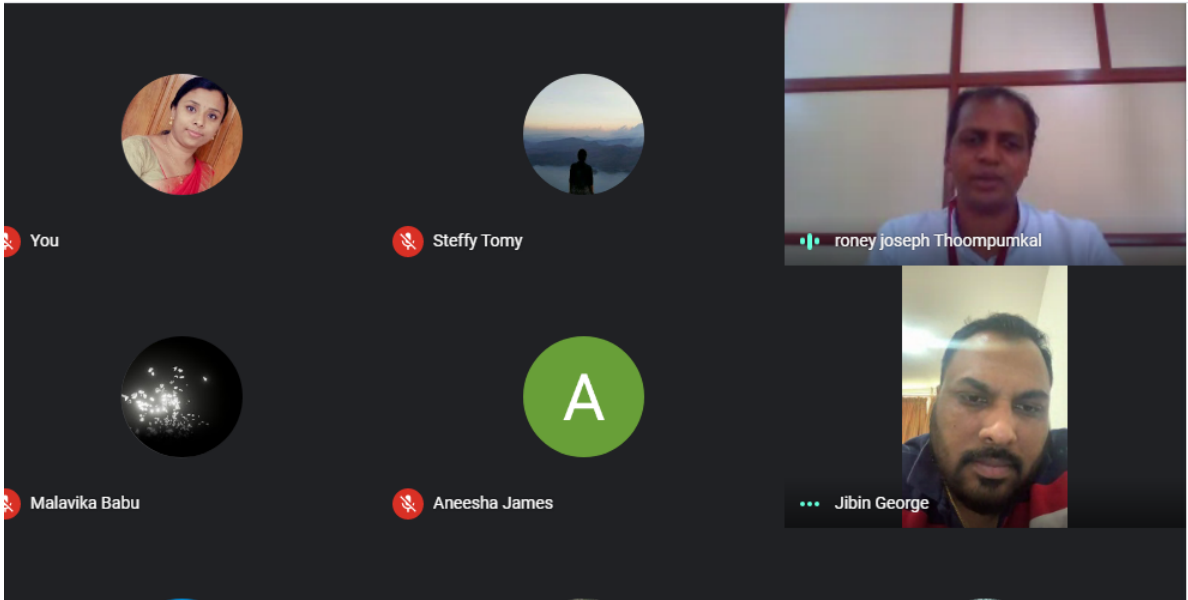 You
Steffy Tomy
roney joseph Thoompumkal
A
Malavika Babu
Aneesha James
Jibin George